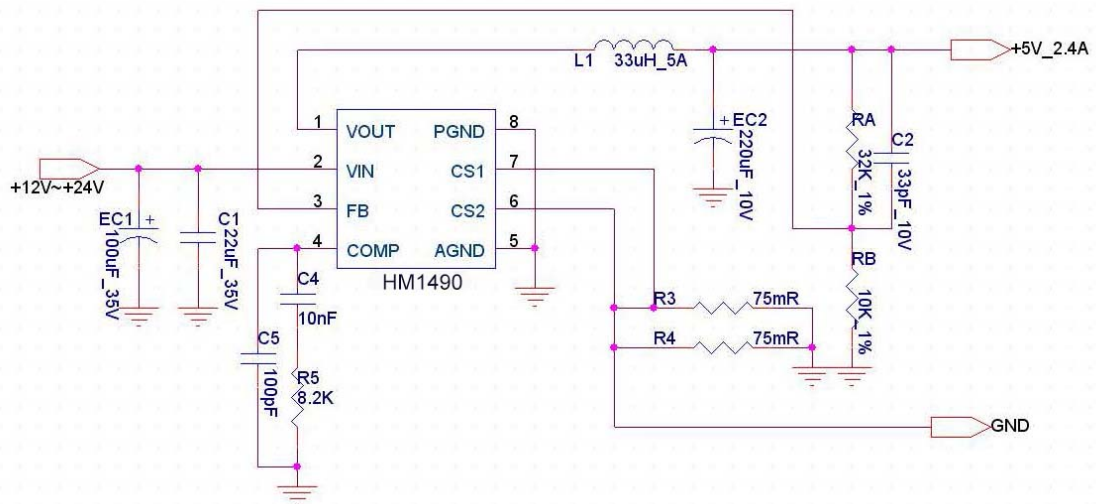 L1 33uH_5A
+5V_2.4A
1 VOUT PGND 8
2 VIN CS1 7
3 FB CS2 6
4 COMP AGND 5
HM1490
+12V~+24V
EC1
+
100uF_35V
C1
22uF_35V
+
EC2
220uF_10V
RA
32K_1%
C2
33pF_10V
RB
10K_1%
C4
10nF
C5
100pF
R5
8.2K
R3 75mR
R4 75mR
GND